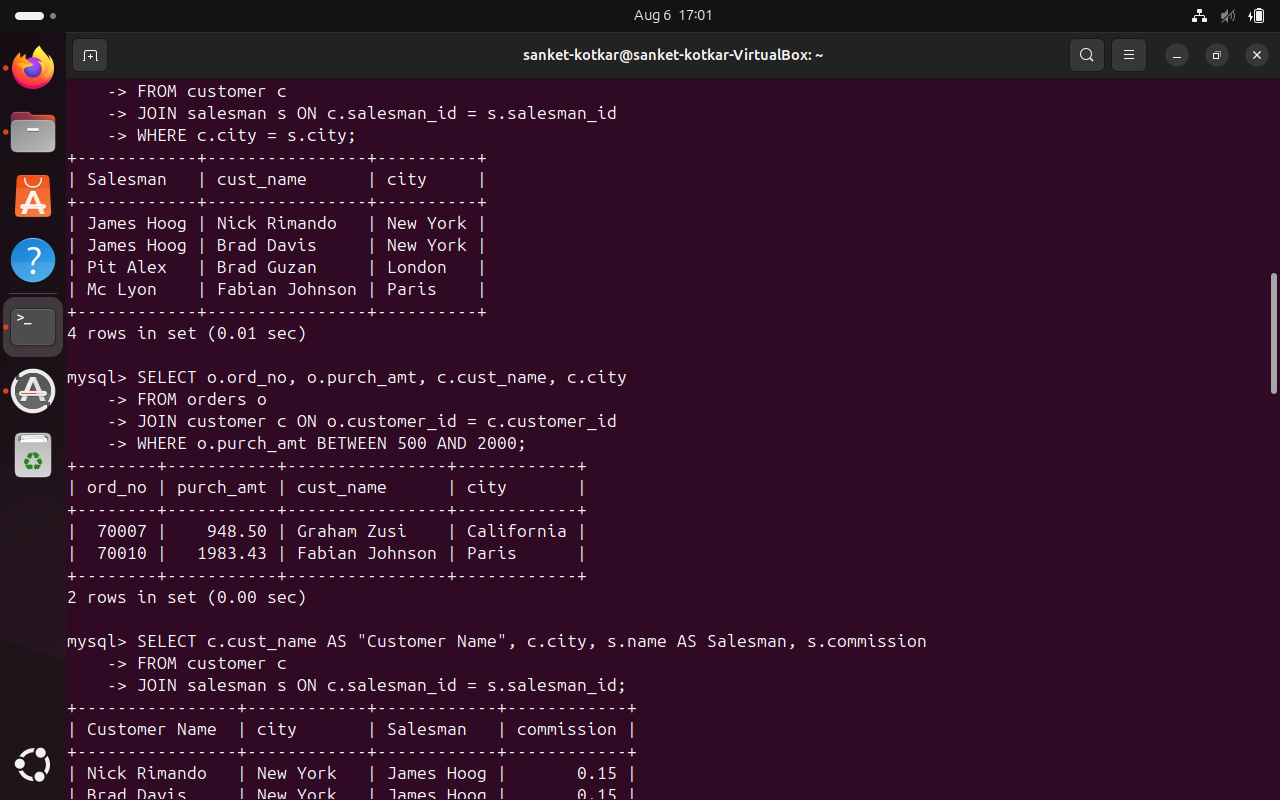 Aug 6 17:01
sanket-kotkar@sanket-kotkar-VirtualBox: ~
    -> FROM customer c
    -> JOIN salesman s ON c.salesman_id = s.salesman_id
    -> WHERE c.city = s.city;
+------------+----------------+----------+
| Salesman   | cust_name      | city     |
+------------+----------------+----------+
| James Hoog | Nick Rimando   | New York |
| James Hoog | Brad Davis     | New York |
| Pit Alex   | Brad Guzan     | London   |
| Mc Lyon    | Fabian Johnson | Paris    |
+------------+----------------+----------+
4 rows in set (0.01 sec)
mysql> SELECT o.ord_no, o.purch_amt, c.cust_name, c.city
    -> FROM orders o
    -> JOIN customer c ON o.customer_id = c.customer_id
    -> WHERE o.purch_amt BETWEEN 500 AND 2000;
+--------+-----------+----------------+------------+
| ord_no | purch_amt | cust_name      | city       |
+--------+-----------+----------------+------------+
|  70007 |    948.50 | Graham Zusi    | California |
|  70010 |   1983.43 | Fabian Johnson | Paris      |
+--------+-----------+----------------+------------+
2 rows in set (0.00 sec)
mysql> SELECT c.cust_name AS "Customer Name", c.city, s.name AS Salesman, s.commission
    -> FROM customer c
    -> JOIN salesman s ON c.salesman_id = s.salesman_id;
+----------------+------------+------------+------------+
| Customer Name  | city       | Salesman   | commission |
+----------------+------------+------------+------------+
| Nick Rimando   | New York   | James Hoog |       0.15 |
| Brad Davis     | New York   | James Hoog |       0.15 |